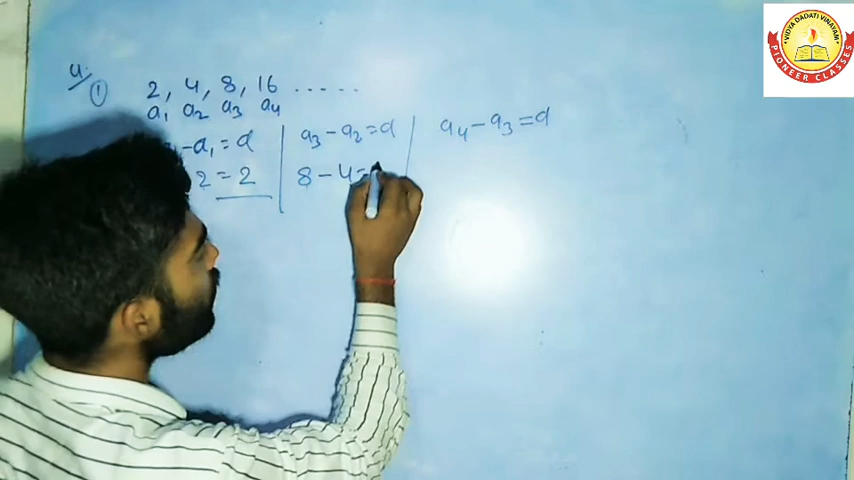 4.
① 2, 4, 8, 16 .....
a₁ a₂ a₃ a₄
-a₁ = d a₃ - a₂ = d a₄ - a₃ = d
2 = 2 8 - 4 =
VIDYA DADATI VINAYAM
PIONEER CLASSES